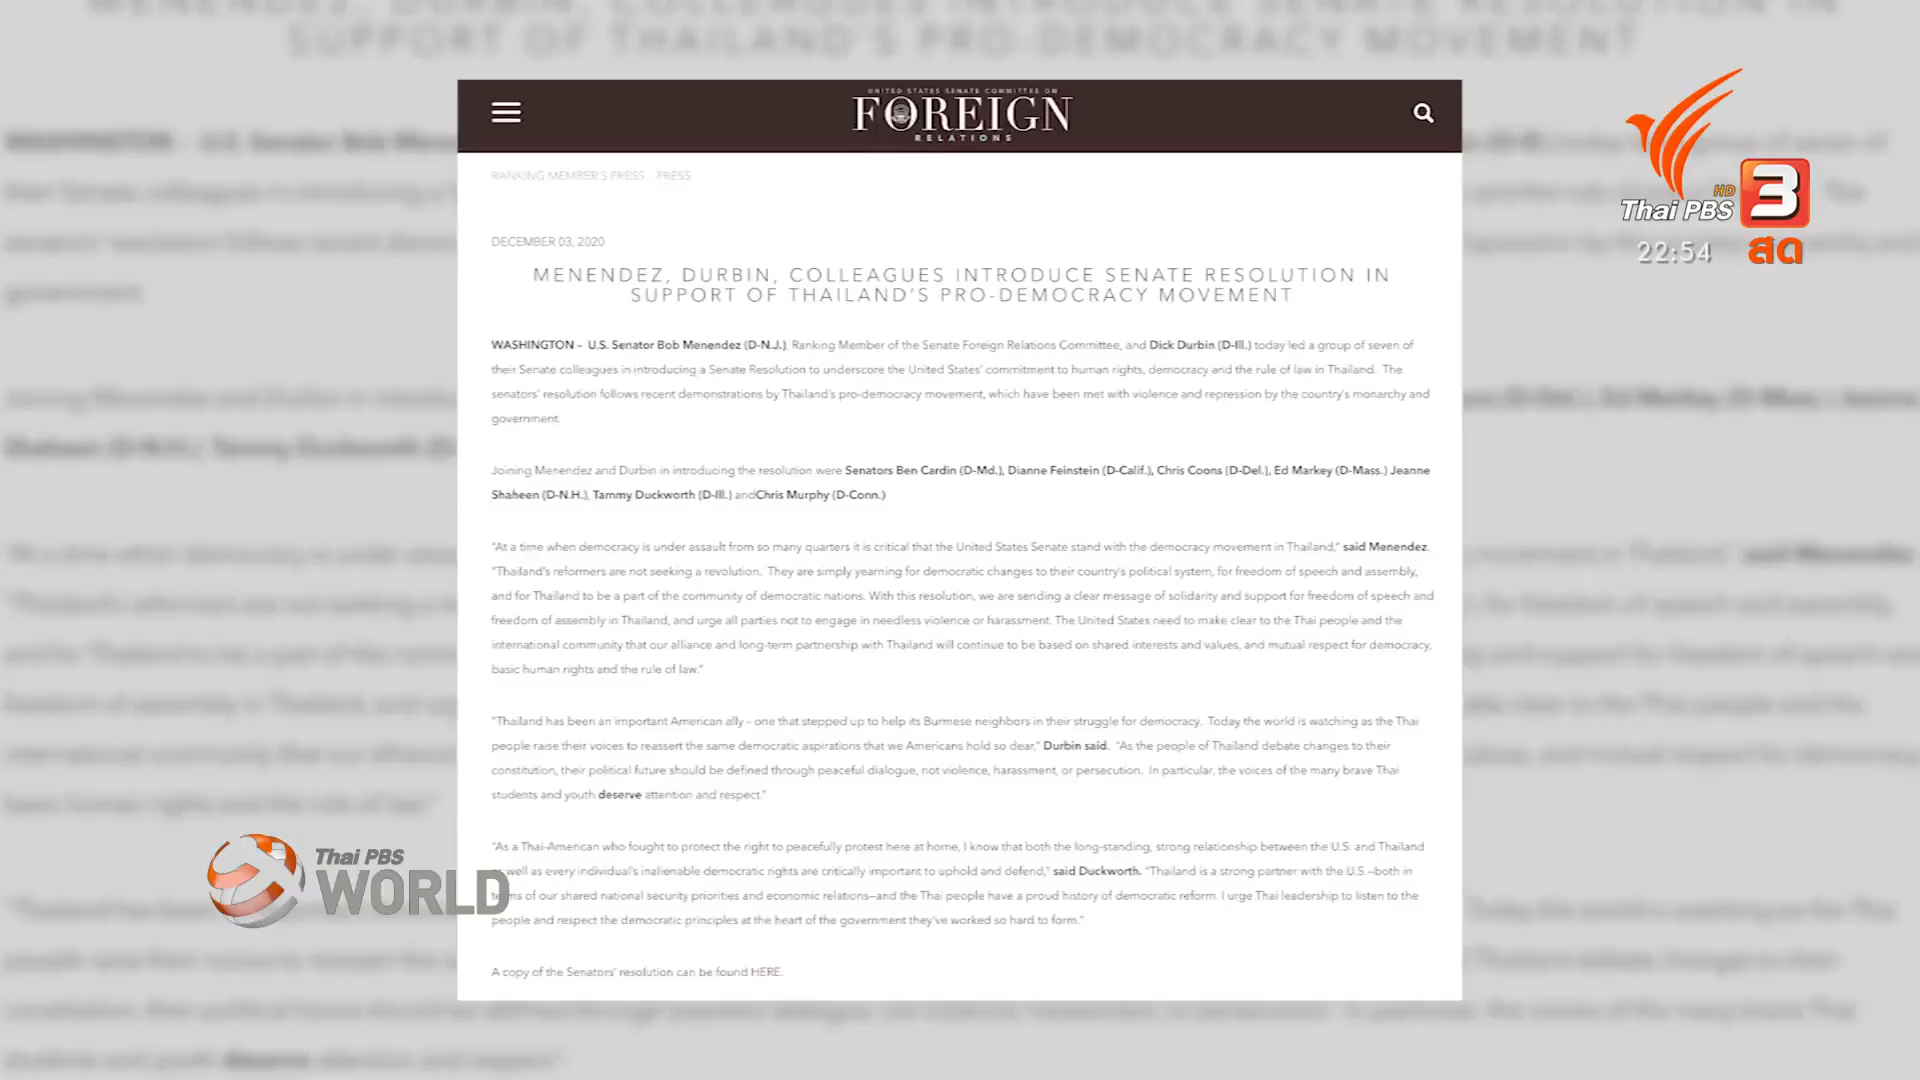 MENENDEZ, DURBIN, COLLEAGUES INTRODUCE SENATE RESOLUTION IN
SUPPORT OF THAILAND'S PRO-DEMOCRACY MOVEMENT
UNITED STATES SENATE COMMITTEE ON
FOREIGN
RELATIONS
RANKING MEMBER'S PRESS PRESS
HD
Thai PBS 3
22:54 สด
DECEMBER 03, 2020
MENENDEZ, DURBIN, COLLEAGUES INTRODUCE SENATE RESOLUTION IN
SUPPORT OF THAILAND'S PRO-DEMOCRACY MOVEMENT
WASHINGTON – U.S. Senator Bob Menendez (D-N.J.), Ranking Member of the Senate Foreign Relations Committee, and Dick Durbin (D-Ill.) today led a group of seven of
their Senate colleagues in introducing a Senate Resolution to underscore the United States' commitment to human rights, democracy and the rule of law in Thailand. The
senators' resolution follows recent demonstrations by Thailand's pro-democracy movement, which have been met with violence and repression by the country's monarchy and
government.
Joining Menendez and Durbin in introducing the resolution were Senators Ben Cardin (D-Md.), Dianne Feinstein (D-Calif.), Chris Coons (D-Del.), Ed Markey (D-Mass.) Jeanne
Shaheen (D-N.H.), Tammy Duckworth (D-Ill.) andChris Murphy (D-Conn.)
"At a time when democracy is under assault from so many quarters it is critical that the United States Senate stand with the democracy movement in Thailand," said Menendez.
"Thailand's reformers are not seeking a revolution. They are simply yearning for democratic changes to their country's political system, for freedom of speech and assembly,
and for Thailand to be a part of the community of democratic nations. With this resolution, we are sending a clear message of solidarity and support for freedom of speech and
freedom of assembly in Thailand, and urge all parties not to engage in needless violence or harassment. The United States need to make clear to the Thai people and the
international community that our alliance and long-term partnership with Thailand will continue to be based on shared interests and values, and mutual respect for democracy,
basic human rights and the rule of law."
"Thailand has been an important American ally – one that stepped up to help its Burmese neighbors in their struggle for democracy. Today the world is watching as the Thai
people raise their voices to reassert the same democratic aspirations that we Americans hold so dear," Durbin said. "As the people of Thailand debate changes to their
constitution, their political future should be defined through peaceful dialogue, not violence, harassment, or persecution. In particular, the voices of the many brave Thai
students and youth deserve attention and respect."
"As a Thai-American who fought to protect the right to peacefully protest here at home, I know that both the long-standing, strong relationship between the U.S. and Thailand
as well as every individual's inalienable democratic rights are critically important to uphold and defend," said Duckworth. "Thailand is a strong partner with the U.S.—both in
terms of our shared national security priorities and economic relations—and the Thai people have a proud history of democratic reform. I urge Thai leadership to listen to the
people and respect the democratic principles at the heart of the government they've worked so hard to form."
A copy of the Senators' resolution can be found HERE.
Thai PBS
WORLD